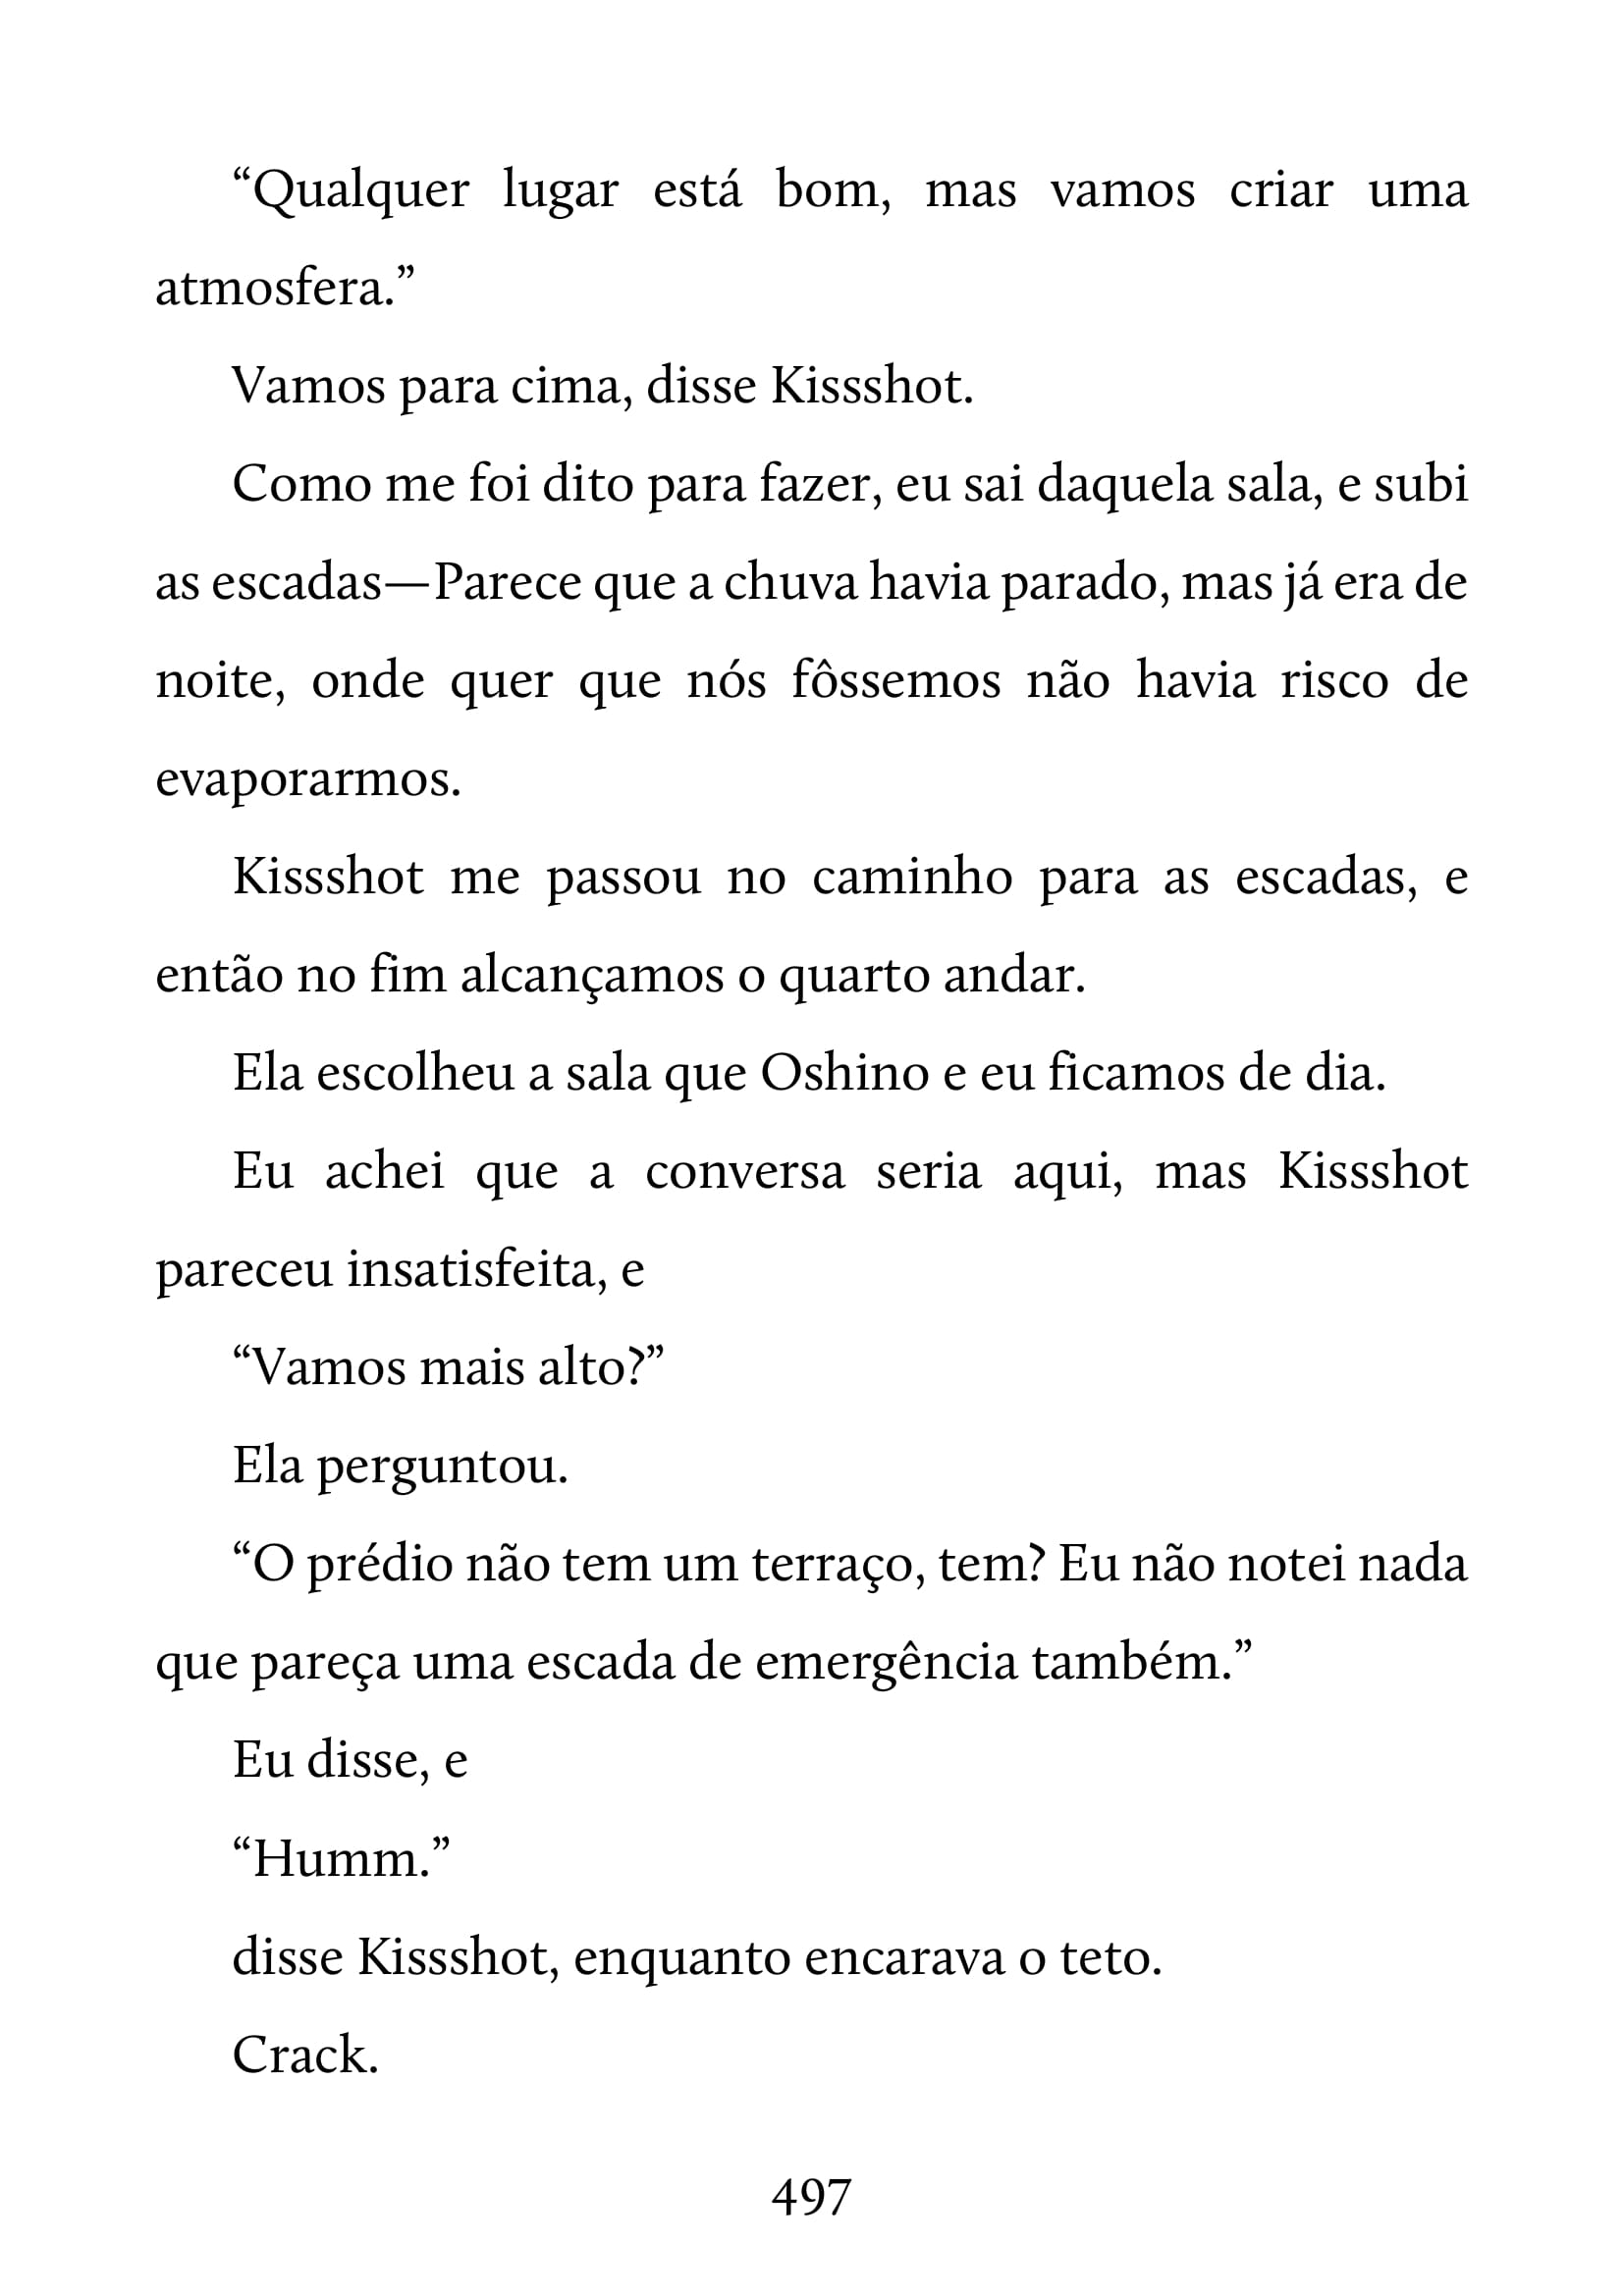 “Qualquer lugar está bom, mas vamos criar uma
atmosfera.”
Vamos para cima, disse Kissshot.
Como me foi dito para fazer, eu sai daquela sala, e subi
as escadas—Parece que a chuva havia parado, mas já era de
noite, onde quer que nós fôssemos não havia risco de
evaporarmos.
Kissshot me passou no caminho para as escadas, e
então no fim alcançamos o quarto andar.
Ela escolheu a sala que Oshino e eu ficamos de dia.
Eu achei que a conversa seria aqui, mas Kissshot
pareceu insatisfeita, e
“Vamos mais alto?”
Ela perguntou.
“O prédio não tem um terraço, tem? Eu não notei nada
que pareça uma escada de emergência também.”
Eu disse, e
“Humm.”
disse Kissshot, enquanto encarava o teto.
Crack.
497